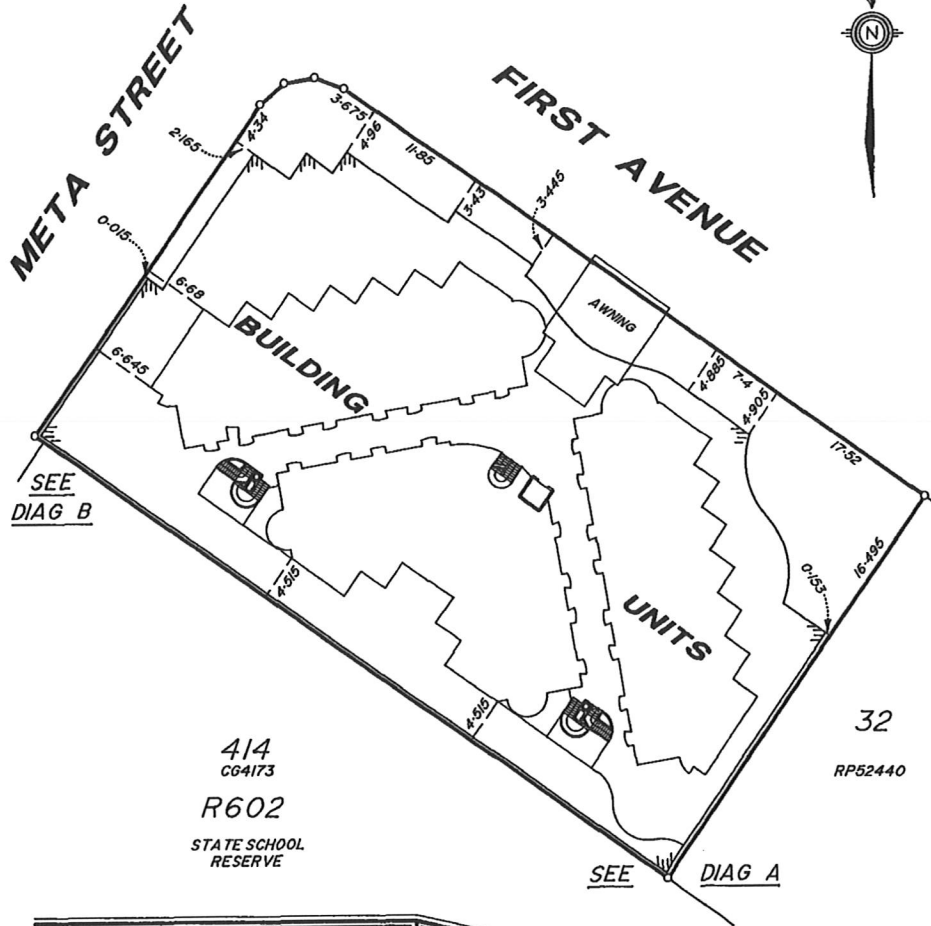 N
META STREET
FIRST AVENUE
3·675
4·34
4·96
2·165
11·85
3·43
3·445
0·015
6·68
AWNING
BUILDING
6·645
4·885
7·4
4·905
17·52
SEE
DIAG B
16·495
0·153
4·515
UNITS
4·515
32
RP52440
414
CG4173
R602
STATE SCHOOL
RESERVE
SEE DIAG A